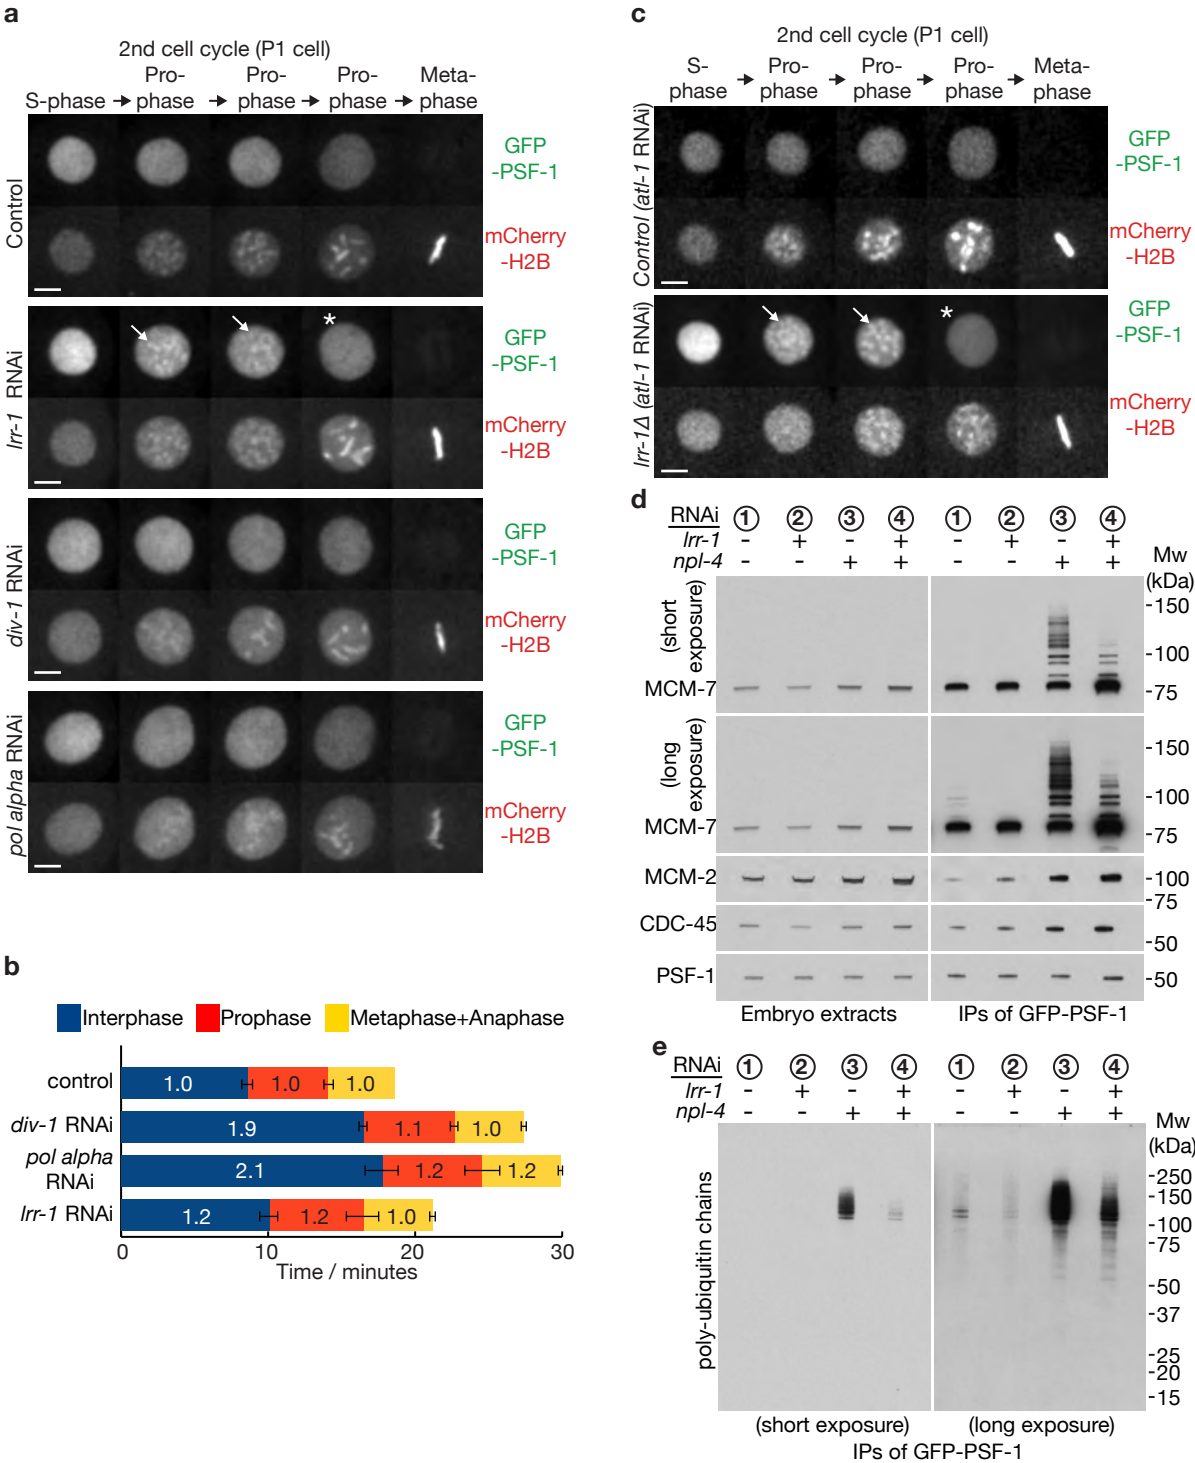 a
2nd cell cycle (P1 cell)
S-phase → Pro-phase → Pro-phase → Pro-phase → Meta-phase
Control
GFP
-PSF-1
mCherry
-H2B
lrr-1 RNAi
*
GFP
-PSF-1
mCherry
-H2B
div-1 RNAi
GFP
-PSF-1
mCherry
-H2B
pol alpha RNAi
GFP
-PSF-1
mCherry
-H2B
b
Interphase Prophase Metaphase+Anaphase
control 1.0 1.0 1.0
div-1 RNAi 1.9 1.1 1.0
pol alpha RNAi 2.1 1.2 1.2
lrr-1 RNAi 1.2 1.2 1.0
0 10 20 30
Time / minutes
c
2nd cell cycle (P1 cell)
S-phase → Pro-phase → Pro-phase → Pro-phase → Meta-phase
Control (atl-1 RNAi)
GFP
-PSF-1
mCherry
-H2B
lrr-1Δ (atl-1 RNAi)
*
GFP
-PSF-1
mCherry
-H2B
d
RNAi ① ② ③ ④ ① ② ③ ④
lrr-1 - + - + - + - +
npl-4 - - + + - - + +
Mw
(kDa)
(short exposure)
MCM-7
-150
-100
-75
(long exposure)
MCM-7
-150
-100
-75
MCM-2
-100
-75
CDC-45
-50
PSF-1
-50
Embryo extracts IPs of GFP-PSF-1
e
RNAi ① ② ③ ④ ① ② ③ ④
lrr-1 - + - + - + - +
npl-4 - - + + - - + +
Mw
(kDa)
poly-ubiquitin chains
-250
-150
-100
-75
-50
-37
-25
-20
-15
(short exposure) (long exposure)
IPs of GFP-PSF-1